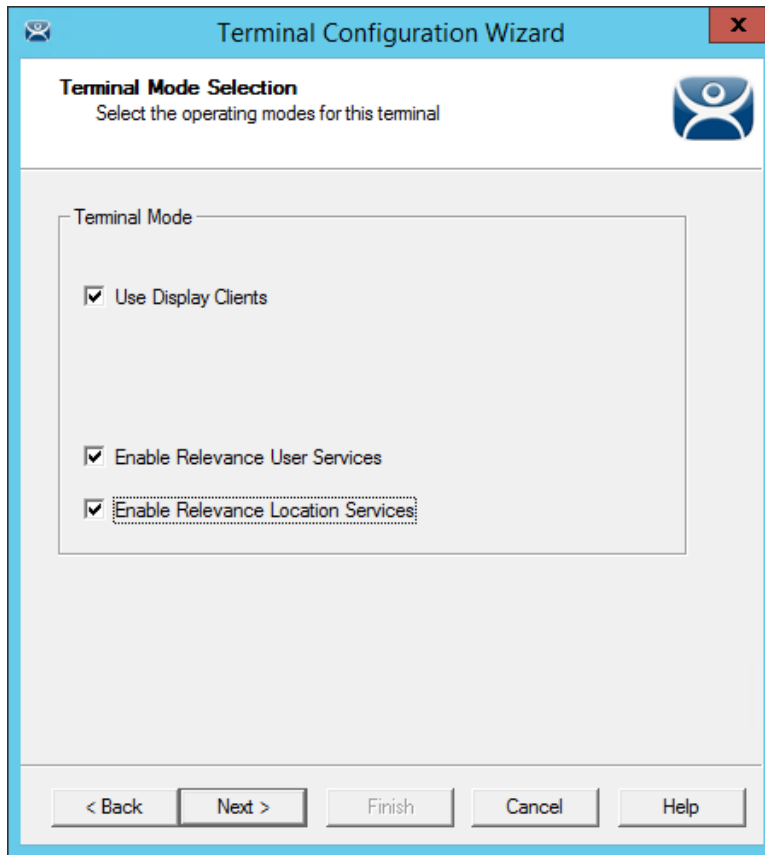 Terminal Configuration Wizard
x
Terminal Mode Selection
Select the operating modes for this terminal
Terminal Mode
Use Display Clients
Enable Relevance User Services
Enable Relevance Location Services
< Back Next > Finish Cancel Help